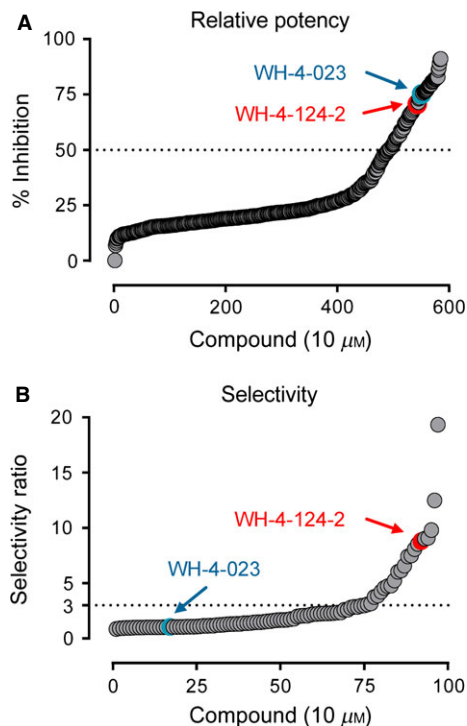 A
Relative potency
100
75
50
25
0
% Inhibition
WH-4-023
WH-4-124-2
0
200
400
600
Compound (10 μM)
B
Selectivity
20
15
10
5
3
0
Selectivity ratio
WH-4-124-2
WH-4-023
0
25
50
75
100
Compound (10 μM)